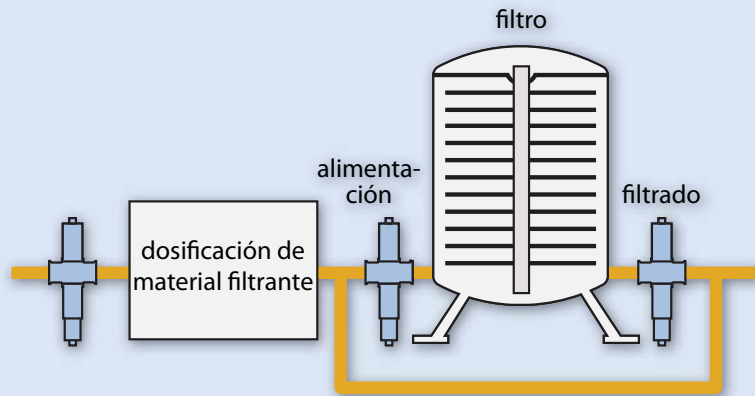 filtro
alimenta-
ción
filtrado
dosificación de
material filtrante